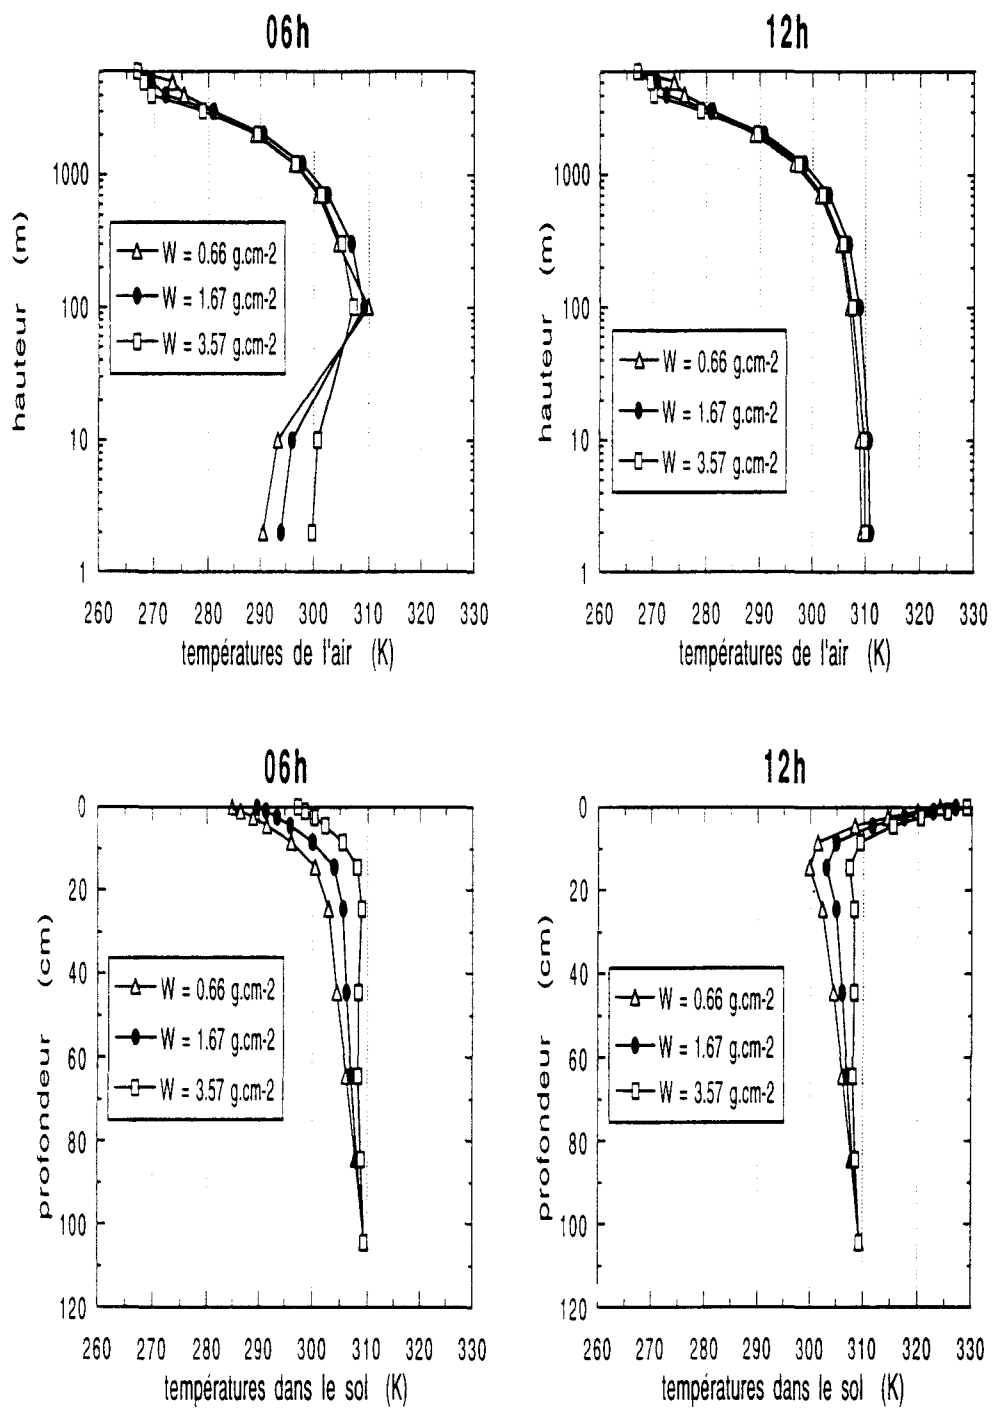 06h
1000
100
10
1
hauteur (m)
W = 0.66 g.cm-2
W = 1.67 g.cm-2
W = 3.57 g.cm-2
260 270 280 290 300 310 320 330
températures de l'air (K)
12h
1000
100
10
1
hauteur (m)
W = 0.66 g.cm-2
W = 1.67 g.cm-2
W = 3.57 g.cm-2
260 270 280 290 300 310 320 330
températures de l'air (K)
06h
0
20
40
60
80
100
120
profondeur (cm)
W = 0.66 g.cm-2
W = 1.67 g.cm-2
W = 3.57 g.cm-2
260 270 280 290 300 310 320 330
températures dans le sol (K)
12h
0
20
40
60
80
100
120
profondeur (cm)
W = 0.66 g.cm-2
W = 1.67 g.cm-2
W = 3.57 g.cm-2
260 270 280 290 300 310 320 330
températures dans le sol (K)